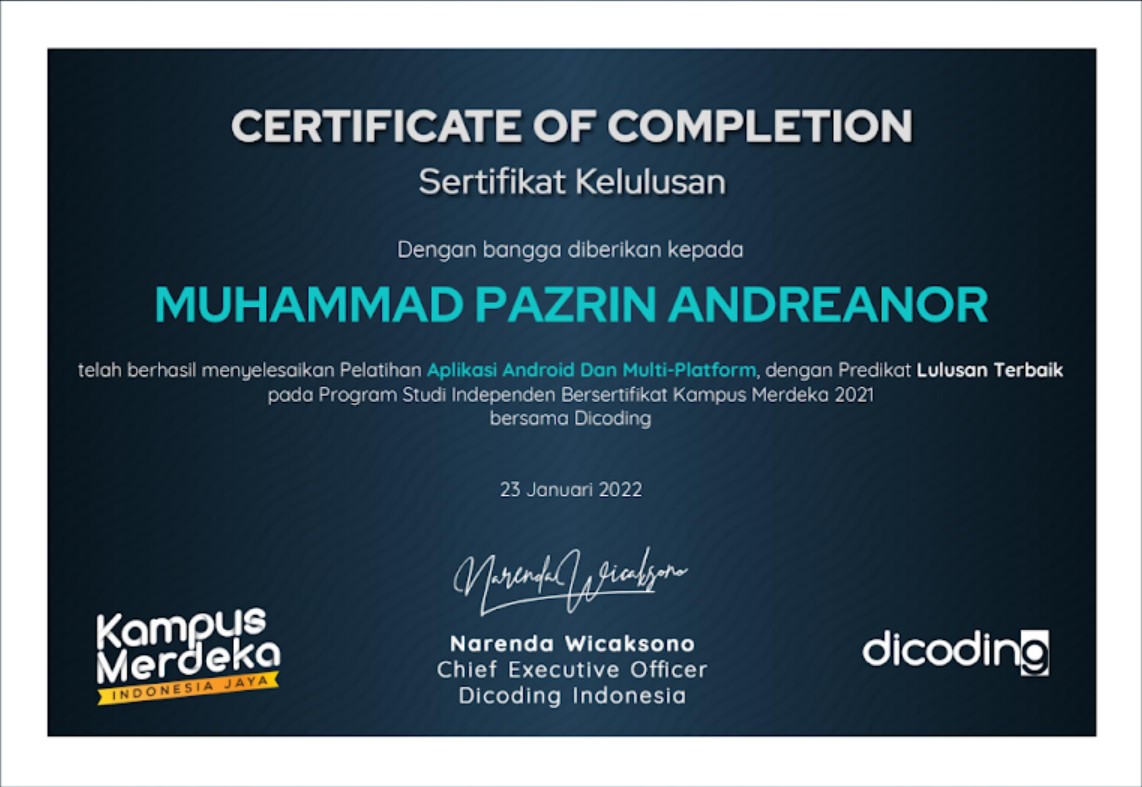 CERTIFICATE OF COMPLETION
Sertifikat Kelulusan
Dengan bangga diberikan kepada
MUHAMMAD PAZRIN ANDREANOR
telah berhasil menyelesaikan Pelatihan Aplikasi Android Dan Multi-Platform, dengan Predikat Lulusan Terbaik
pada Program Studi Independen Bersertifikat Kampus Merdeka 2021
bersama Dicoding
23 Januari 2022
Narenda Wicaksono
Narenda Wicaksono
Chief Executive Officer
Dicoding Indonesia
Kampus
Merdeka
INDONESIA JAYA
dicoding